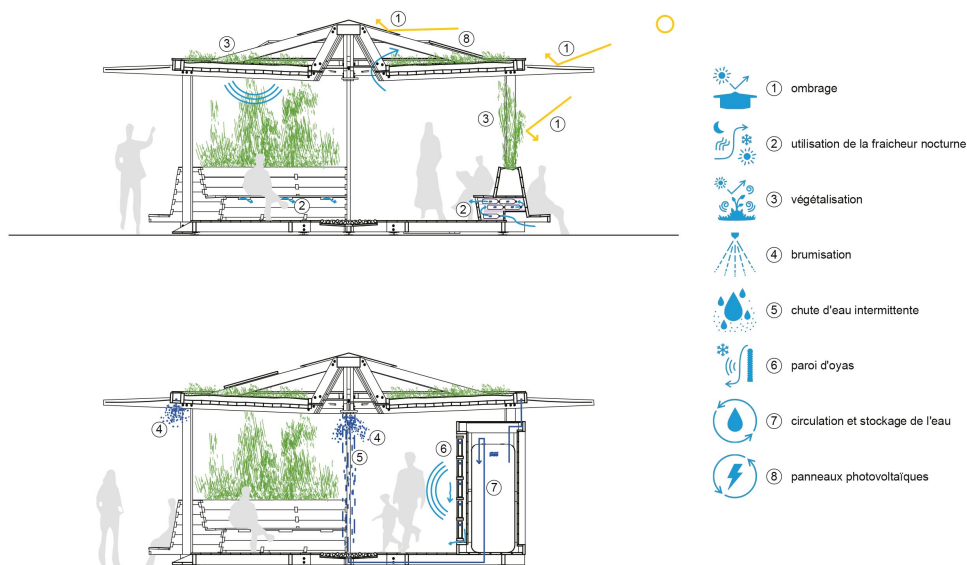 1
3
8
1
3
1
2
2
1 ombrage
2 utilisation de la fraicheur nocturne
3 végétalisation
4 brumisation
5 chute d'eau intermittente
6 paroi d'oyas
7 circulation et stockage de l'eau
8 panneaux photovoltaïques
4
4
5
6
7